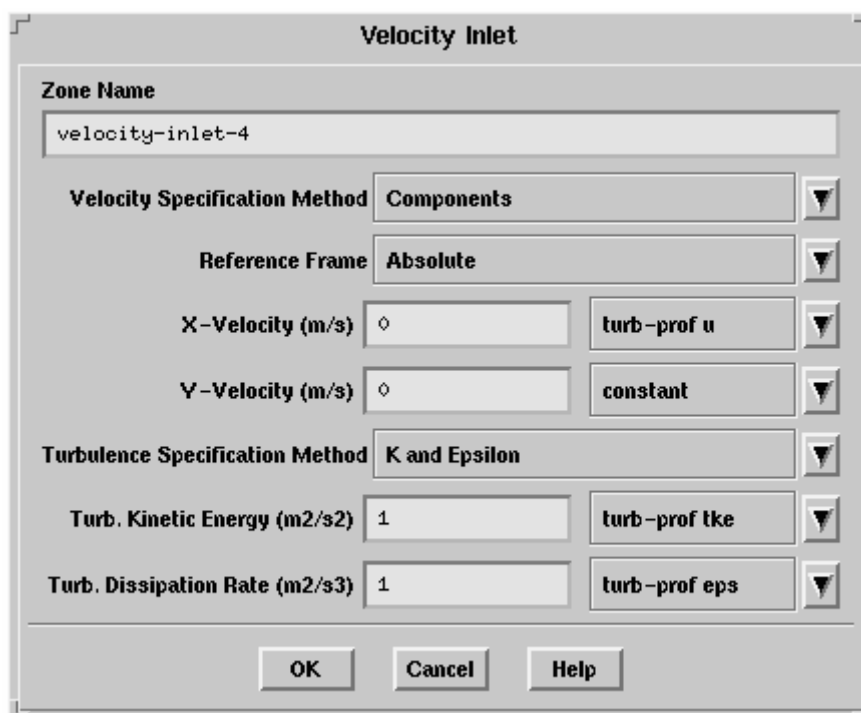 Velocity Inlet
Zone Name
velocity-inlet-4
Velocity Specification Method Components
Reference Frame Absolute
X-Velocity (m/s) 0 turb-prof u
Y-Velocity (m/s) 0 constant
Turbulence Specification Method K and Epsilon
Turb. Kinetic Energy (m2/s2) 1 turb-prof tke
Turb. Dissipation Rate (m2/s3) 1 turb-prof eps
OK Cancel Help